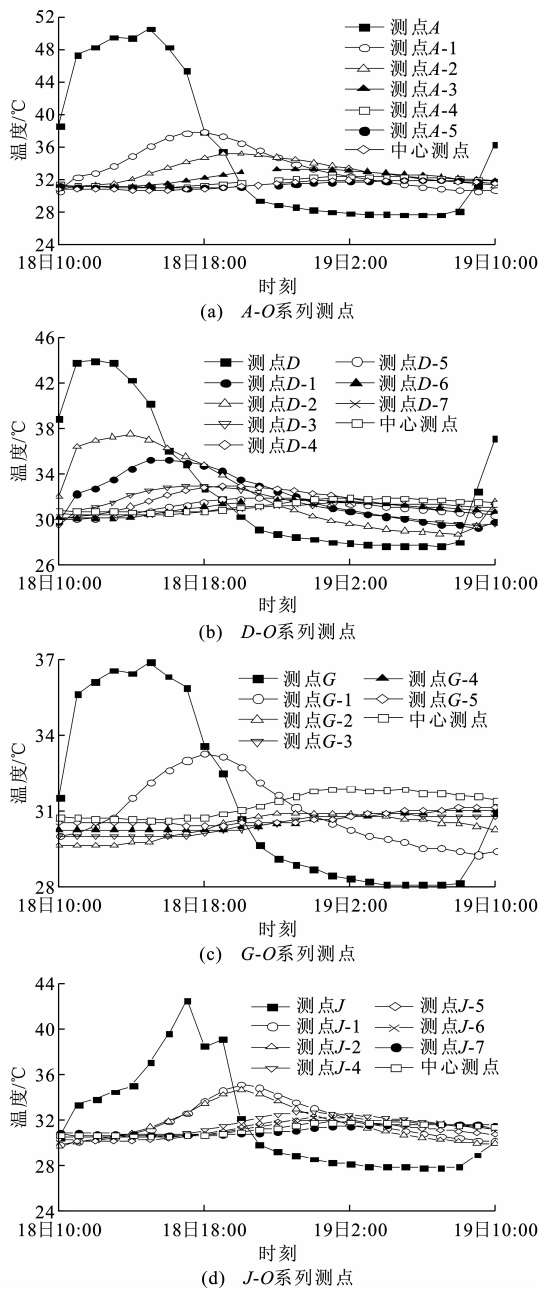 52
48
44
40
36
32
28
24
温度/℃
测点A
测点A-1
测点A-2
测点A-3
测点A-4
测点A-5
中心测点
18日10:00 18日18:00 19日2:00 19日10:00
时刻
(a) A-O系列测点
46
42
38
34
30
26
温度/℃
测点D 测点D-5
测点D-1 测点D-6
测点D-2 测点D-7
测点D-3 中心测点
测点D-4
18日10:00 18日18:00 19日2:00 19日10:00
时刻
(b) D-O系列测点
37
33
31
28
温度/℃
测点G 测点G-4
测点G-1 测点G-5
测点G-2 中心测点
测点G-3
18日10:00 18日18:00 19日2:00 19日10:00
时刻
(c) G-O系列测点
44
40
36
32
28
24
温度/℃
测点J 测点J-5
测点J-1 测点J-6
测点J-2 测点J-7
测点J-4 中心测点
18日10:00 18日18:00 19日2:00 19日10:00
时刻
(d) J-O系列测点